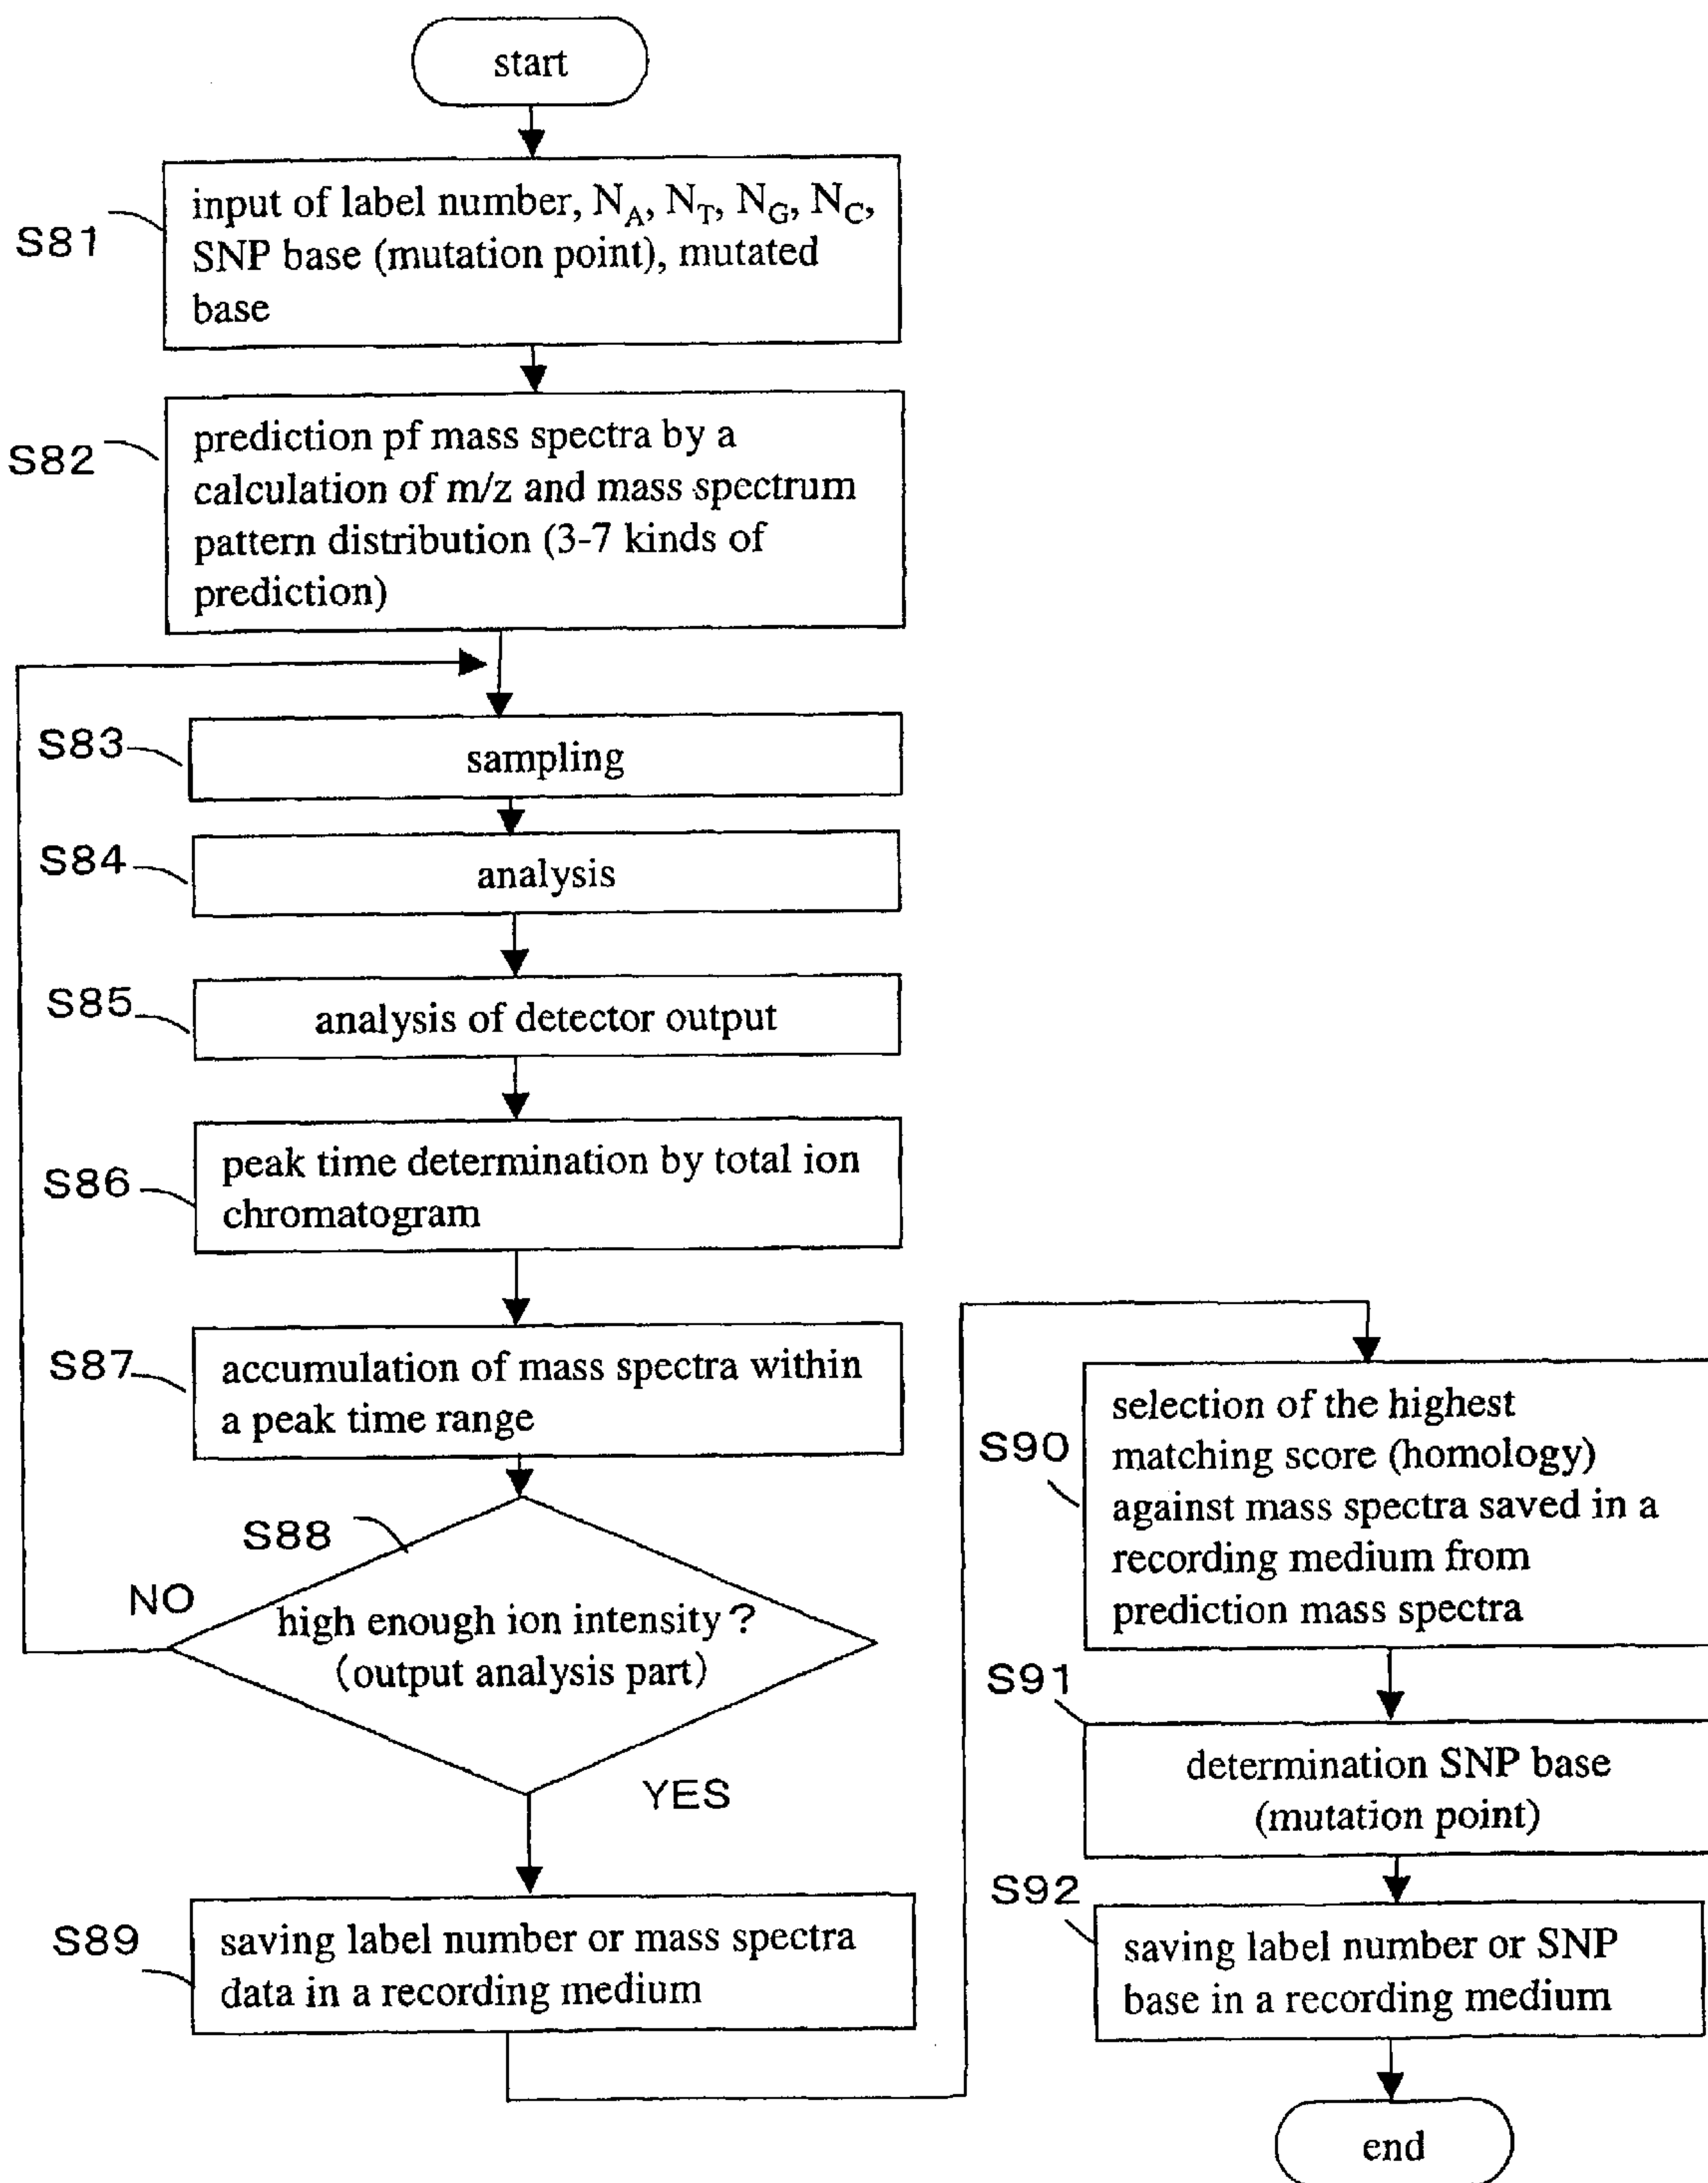 start
S81
input of label number, N_A, N_T, N_G, N_C,
SNP base (mutation point), mutated
base
S82
prediction pf mass spectra by a
calculation of m/z and mass spectrum
pattern distribution (3-7 kinds of
prediction)
S83
sampling
S84
analysis
S85
analysis of detector output
S86
peak time determination by total ion
chromatogram
S87
accumulation of mass spectra within
a peak time range
S88
NO
high enough ion intensity?
(output analysis part)
YES
S89
saving label number or mass spectra
data in a recording medium
S90
selection of the highest
matching score (homology)
against mass spectra saved in a
recording medium from
prediction mass spectra
S91
determination SNP base
(mutation point)
S92
saving label number or SNP
base in a recording medium
end